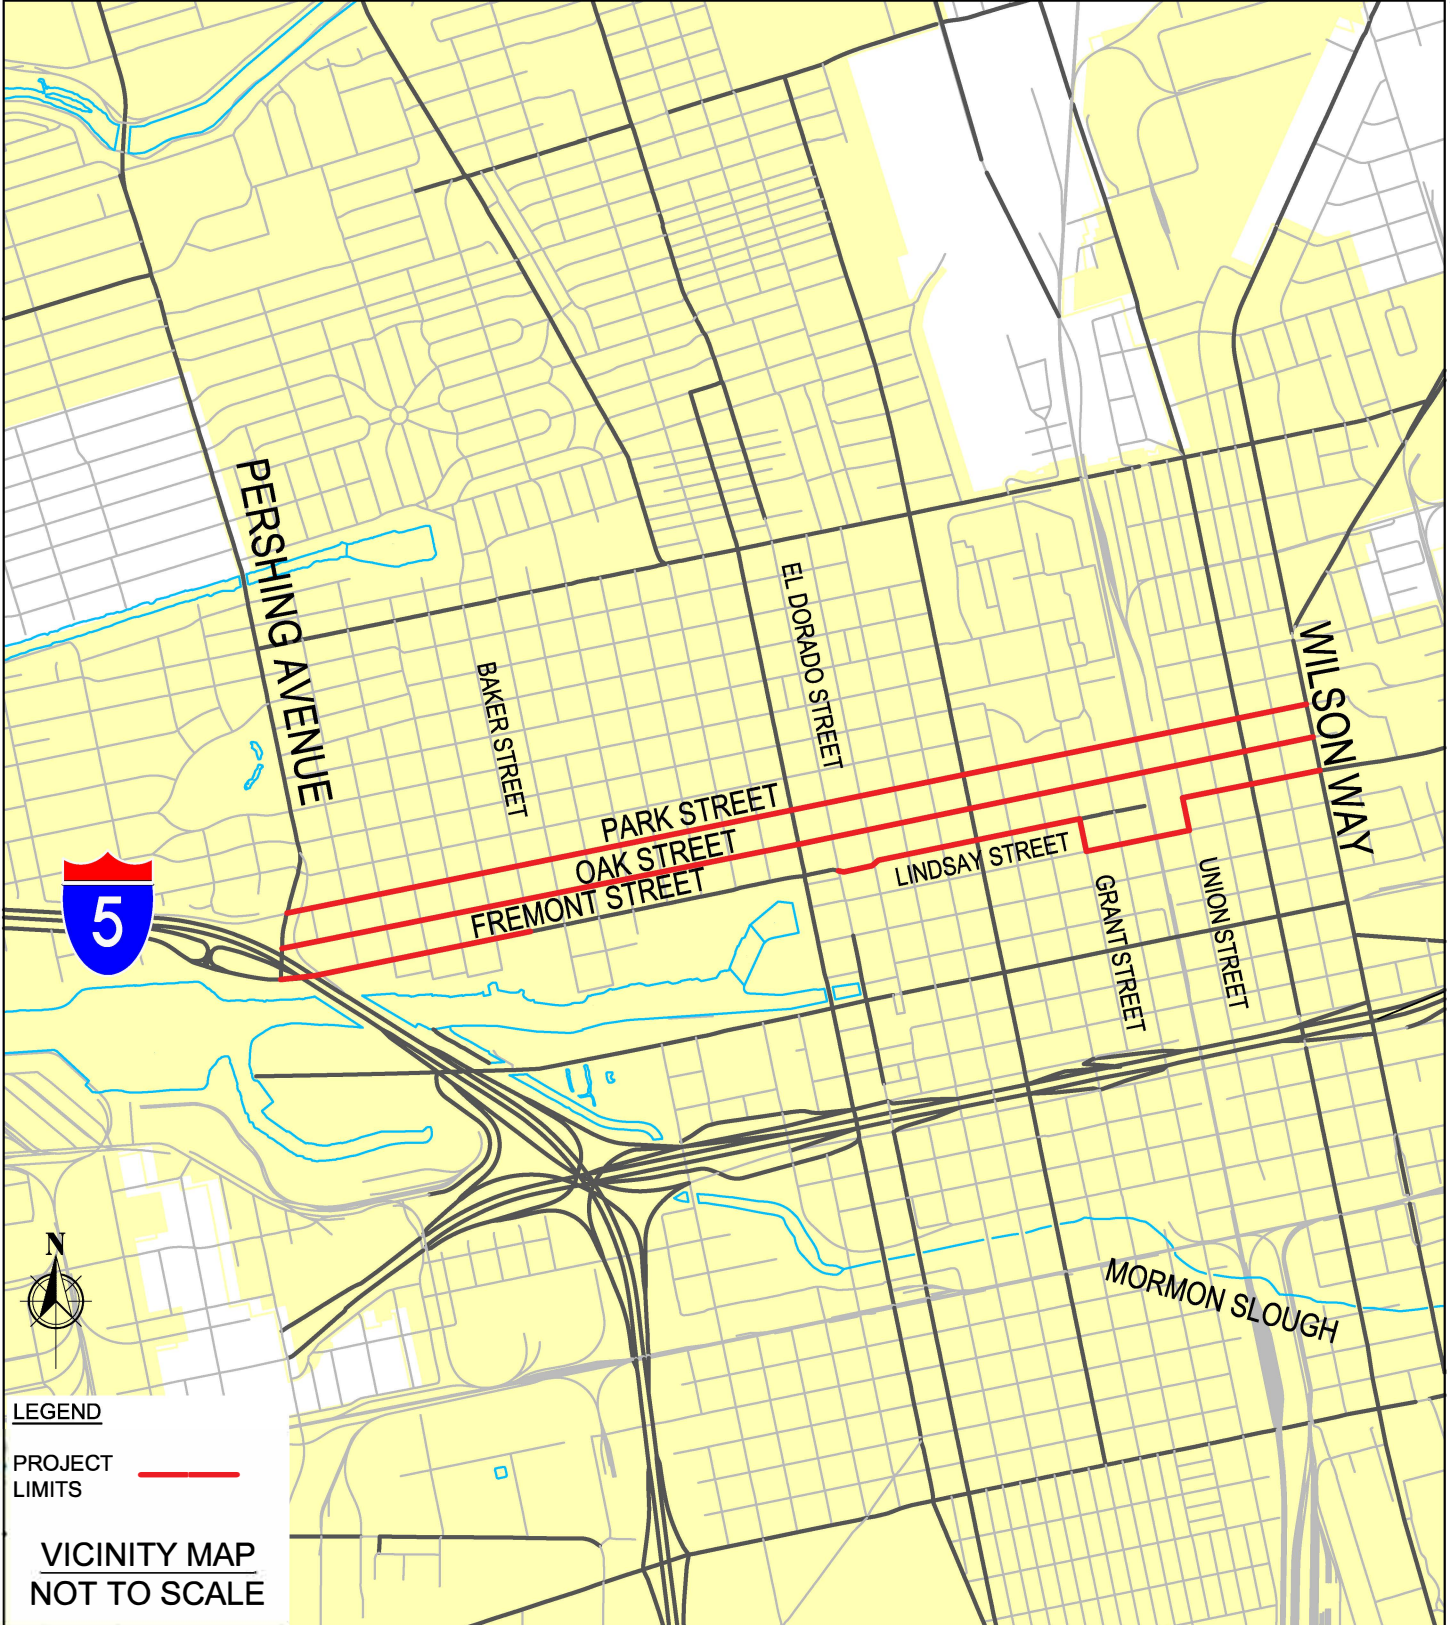 PERSHING AVENUE
EL DORADO STREET
BAKER STREET
WILSON WAY
PARK STREET
OAK STREET
FREMONT STREET
LINDSAY STREET
UNION STREET
GRANT STREET
5
MORMON SLOUGH
N
LEGEND
PROJECT
LIMITS
VICINITY MAP
NOT TO SCALE